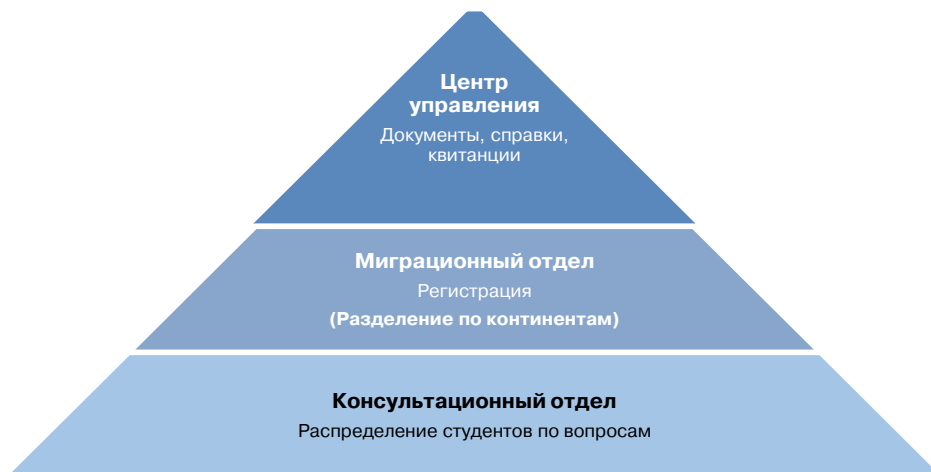 Центр
управления
Документы, справки,
квитанции
Миграционный отдел
Регистрация
(Разделение по континентам)
Консультационный отдел
Распределение студентов по вопросам